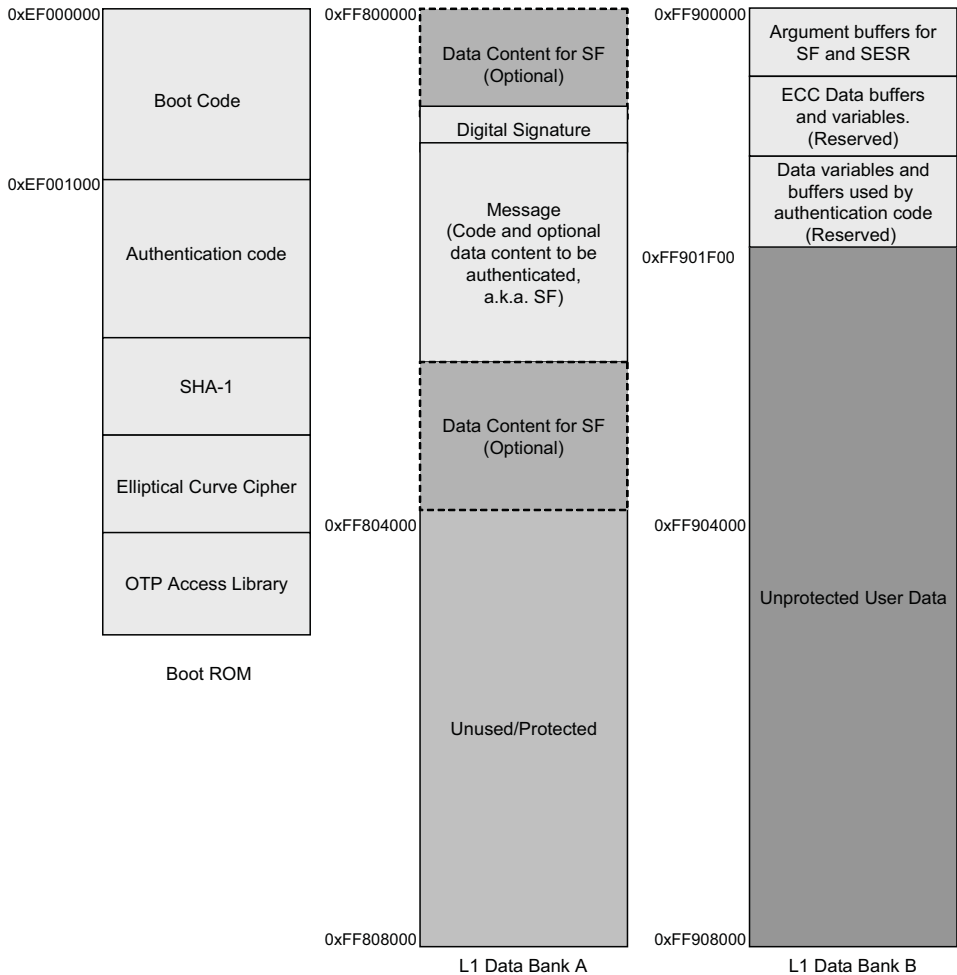 0xEF000000
Boot Code
0xEF001000
Authentication code
SHA-1
Elliptical Curve Cipher
OTP Access Library
Boot ROM
0xFF800000
Data Content for SF
(Optional)
Digital Signature
Message
(Code and optional
data content to be
authenticated,
a.k.a. SF)
Data Content for SF
(Optional)
0xFF804000
Unused/Protected
0xFF808000
L1 Data Bank A
0xFF900000
Argument buffers for
SF and SESR
ECC Data buffers
and variables.
(Reserved)
Data variables and
buffers used by
authentication code
(Reserved)
0xFF901F00
0xFF904000
Unprotected User Data
0xFF908000
L1 Data Bank B